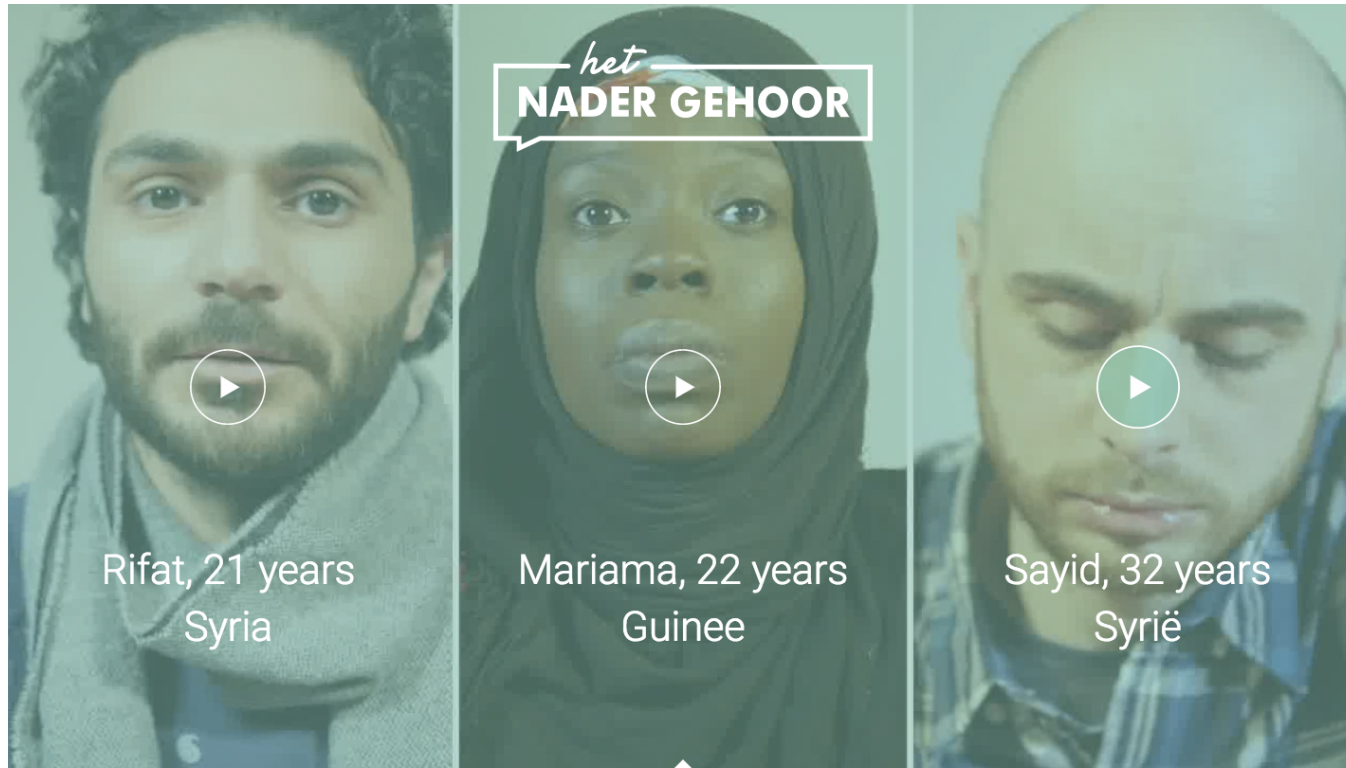 het
NADER GEHOOR
Rifat, 21 years
Syria
Mariama, 22 years
Guinee
Sayid, 32 years
Syrië